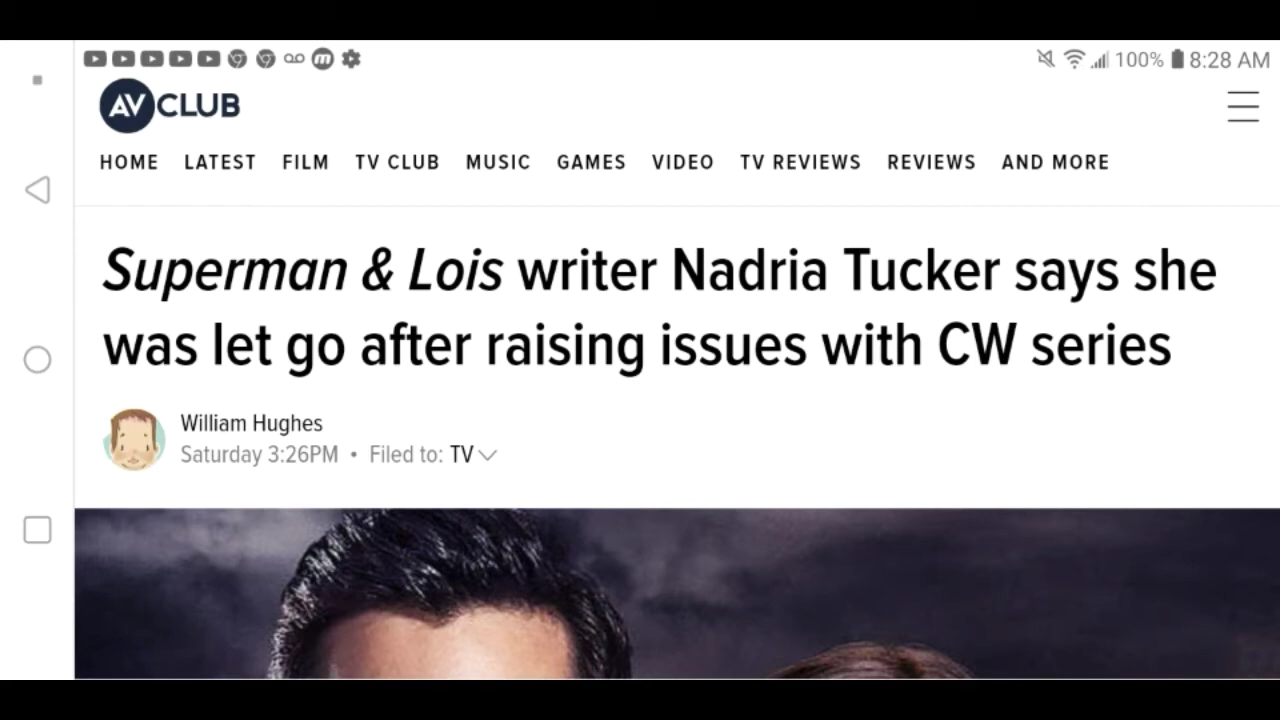 100% 8:28 AM
AV CLUB
HOME LATEST FILM TV CLUB MUSIC GAMES VIDEO TV REVIEWS REVIEWS AND MORE
Superman & Lois writer Nadria Tucker says she
was let go after raising issues with CW series
William Hughes
Saturday 3:26PM • Filed to: TV